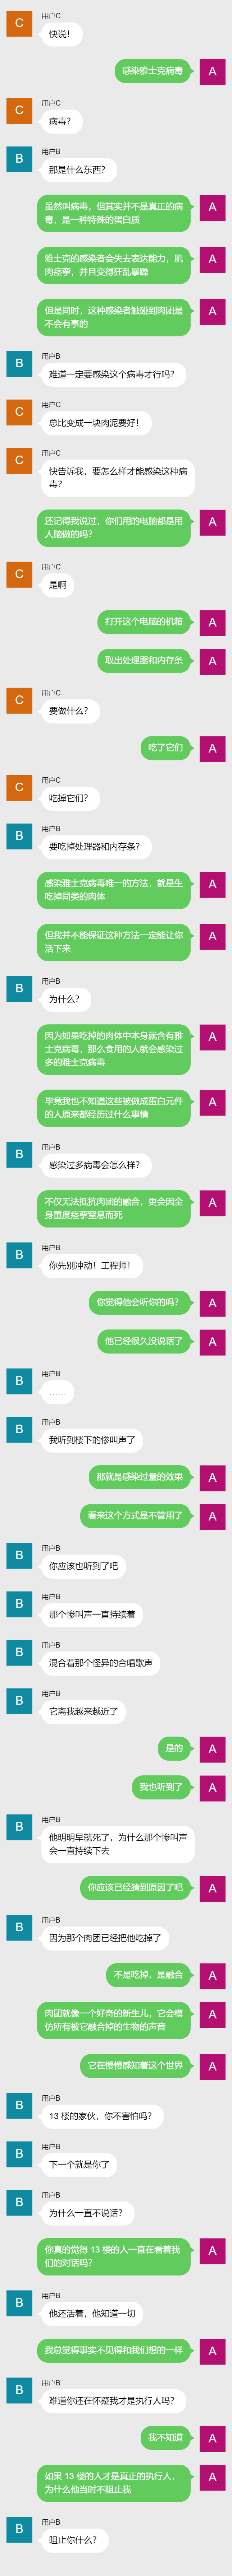 C
用户C
快说！
感染雅士克病毒
A
C
用户C
病毒？
B
用户B
那是什么东西？
虽然叫病毒，但其实并不是真正的病
毒，是一种特殊的蛋白质
A
雅士克的感染者会失去表达能力，肌
肉痉挛，并且变得狂乱暴躁
A
但是同时，这种感染者触碰到肉团是
不会有事的
A
B
用户B
难道一定要感染这个病毒才行吗？
C
用户C
总比变成一块肉泥要好！
C
用户C
快告诉我，要怎么样才能感染这种病
毒？
还记得我说过，你们用的电脑都是用
人脑做的吗？
A
C
用户C
是啊
打开这个电脑的机箱
A
取出处理器和内存条
A
C
用户C
要做什么？
吃了它们
A
C
用户C
吃掉它们？
B
用户B
要吃掉处理器和内存条？
感染雅士克病毒唯一的方法，就是生
吃掉同类的肉体
A
但我并不能保证这种方法一定能让你
活下来
A
B
用户B
为什么？
因为如果吃掉的肉体中本身就含有雅
士克病毒，那么食用的人就会感染过
多的雅士克病毒
A
毕竟我也不知道这些被做成蛋白元件
的人原来都经历过什么事情
A
B
用户B
感染过多病毒会怎么样？
不仅无法抵抗肉团的融合，更会因全
身重度痉挛窒息而死
A
B
用户B
你先别冲动！工程师！
你觉得他会听你的吗？
A
他已经很久没说话了
A
B
用户B
……
B
用户B
我听到楼下的惨叫声了
那就是感染过量的效果
A
看来这个方式是不管用了
A
B
用户B
你应该也听到了吧
B
用户B
那个惨叫声一直持续着
B
用户B
混合着那个怪异的合唱歌声
B
用户B
它离我越来越近了
是的
A
我也听到了
A
B
用户B
他明明早就死了，为什么那个惨叫声
会一直持续下去
你应该已经猜到原因了吧
A
B
用户B
因为那个肉团已经把他吃掉了
不是吃掉，是融合
A
肉团就像一个好奇的新生儿，它会模
仿所有被它融合掉的生物的声音
A
它在慢慢感知着这个世界
A
B
用户B
13 楼的家伙，你不害怕吗？
B
用户B
下一个就是你了
B
用户B
为什么一直不说话？
你真的觉得 13 楼的人一直在看着我
们的对话吗？
A
B
用户B
他还活着，他知道一切
我总觉得事实不见得和我们想的一样
A
B
用户B
难道你还在怀疑我才是执行人吗？
我不知道
A
如果 13 楼的人才是真正的执行人，
为什么他当时不阻止我
A
B
用户B
阻止你什么？